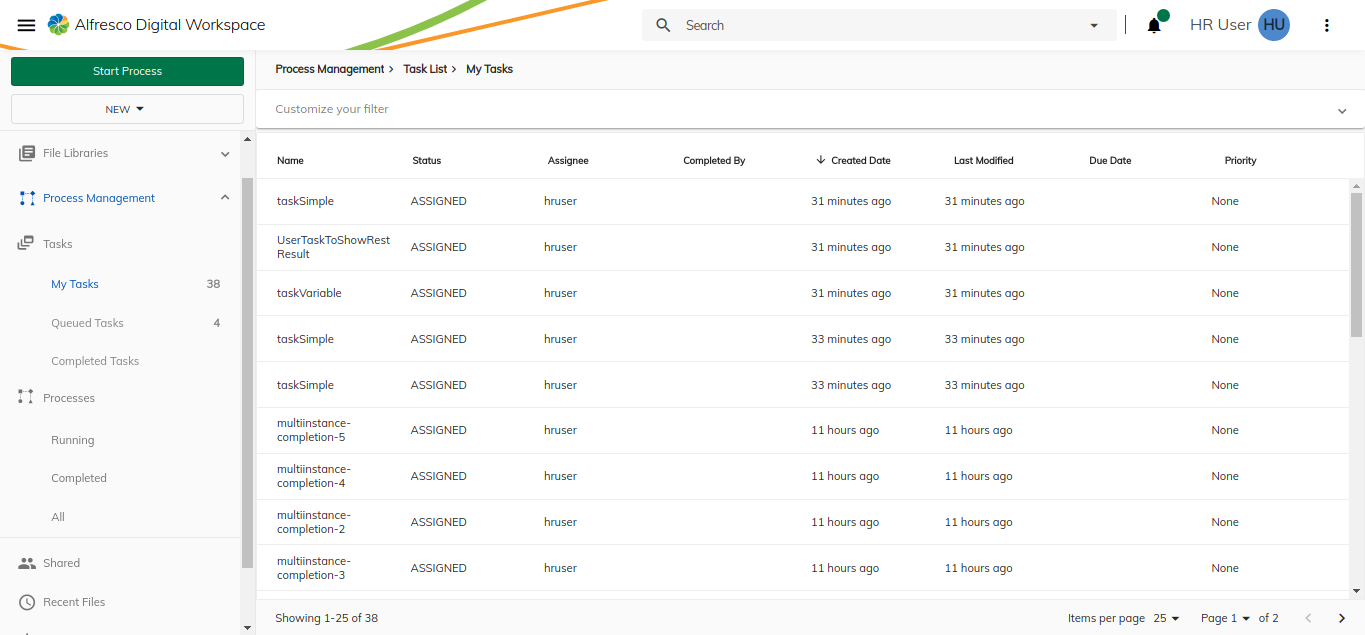 Alfresco Digital Workspace
Search
HR User HU
Start Process
NEW
File Libraries
Process Management
Tasks
My Tasks 38
Queued Tasks 4
Completed Tasks
Processes
Running
Completed
All
Shared
Recent Files
Process Management > Task List > My Tasks
Customize your filter
Name Status Assignee Completed By Created Date Last Modified Due Date Priority
taskSimple ASSIGNED hruser 31 minutes ago 31 minutes ago None
UserTaskToShowRest
Result ASSIGNED hruser 31 minutes ago 31 minutes ago None
taskVariable ASSIGNED hruser 31 minutes ago 31 minutes ago None
taskSimple ASSIGNED hruser 33 minutes ago 33 minutes ago None
taskSimple ASSIGNED hruser 33 minutes ago 33 minutes ago None
multiinstance-
completion-5 ASSIGNED hruser 11 hours ago 11 hours ago None
multiinstance-
completion-4 ASSIGNED hruser 11 hours ago 11 hours ago None
multiinstance-
completion-2 ASSIGNED hruser 11 hours ago 11 hours ago None
multiinstance-
completion-3 ASSIGNED hruser 11 hours ago 11 hours ago None
Showing 1-25 of 38
Items per page 25 Page 1 of 2